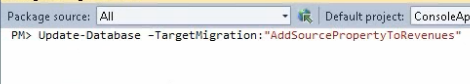 Package source: All Default project: ConsoleAp
PM> Update-Database –TargetMigration:"AddSourcePropertyToRevenues"